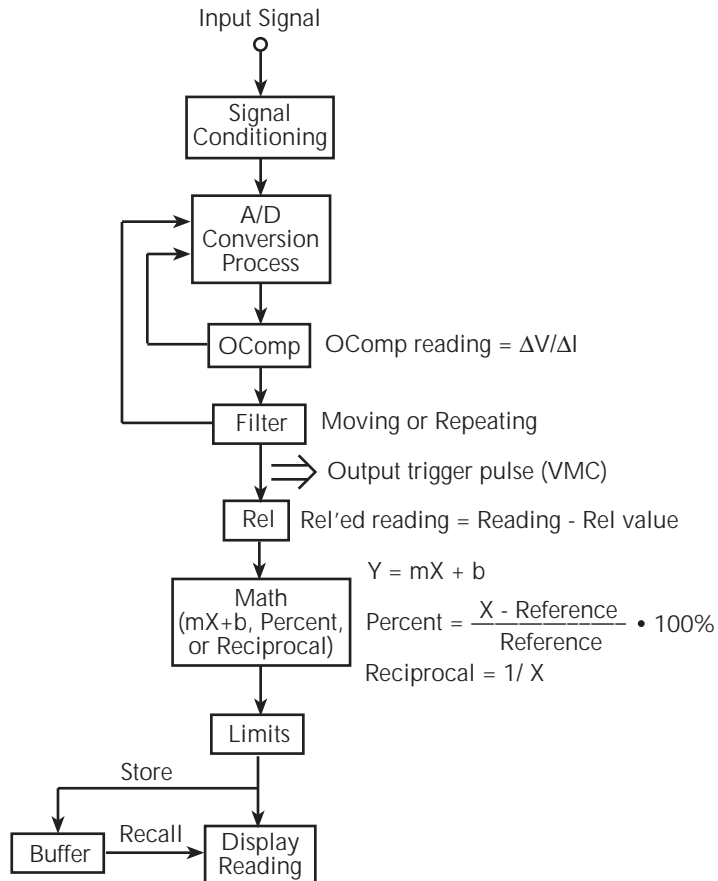 Input Signal
Signal
Conditioning
A/D
Conversion
Process
OComp
OComp reading = ΔV/ΔI
Filter
Moving or Repeating
Output trigger pulse (VMC)
Rel
Rel'ed reading = Reading - Rel value
Math
(mX+b, Percent,
or Reciprocal)
Y = mX + b
Percent = X - Reference / Reference • 100%
Reciprocal = 1/ X
Limits
Store
Buffer
Recall
Display
Reading